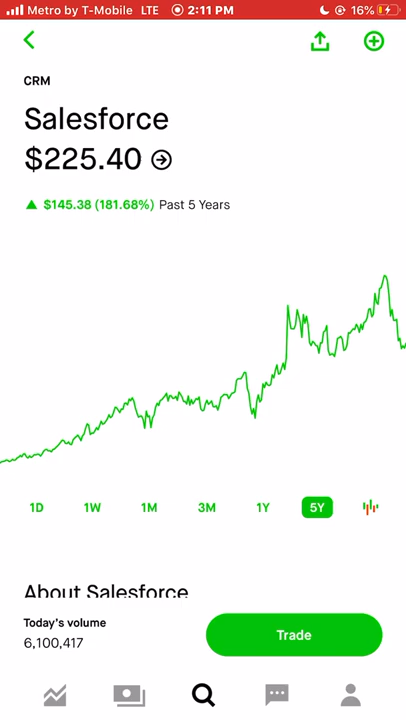 Metro by T-Mobile LTE 2:11 PM 16%
CRM
Salesforce
$225.40
$145.38 (181.68%) Past 5 Years
1D 1W 1M 3M 1Y 5Y
About Salesforce
Today's volume
6,100,417
Trade